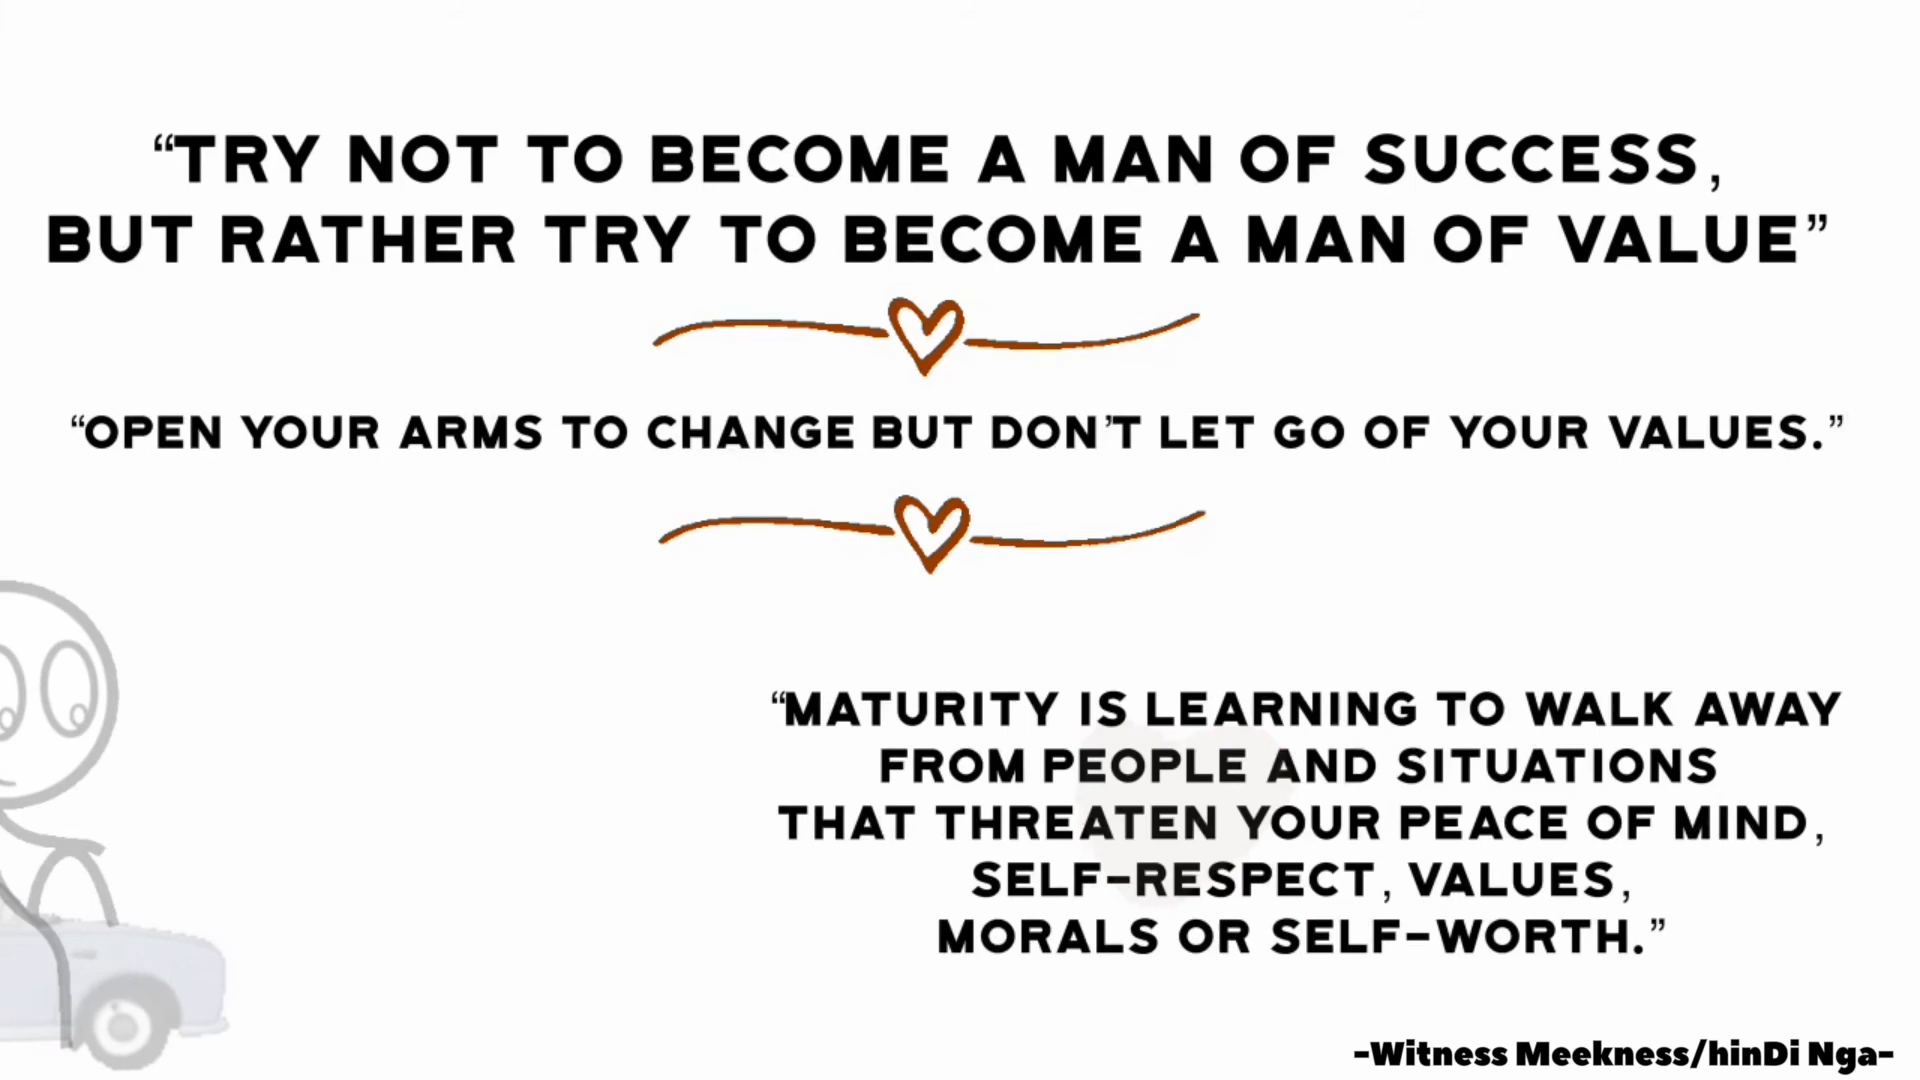 “TRY NOT TO BECOME A MAN OF SUCCESS,
BUT RATHER TRY TO BECOME A MAN OF VALUE”
“OPEN YOUR ARMS TO CHANGE BUT DON’T LET GO OF YOUR VALUES.”
“MATURITY IS LEARNING TO WALK AWAY
FROM PEOPLE AND SITUATIONS
THAT THREATEN YOUR PEACE OF MIND,
SELF-RESPECT, VALUES,
MORALS OR SELF-WORTH.”
-Witness Meekness/hinDi Nga-